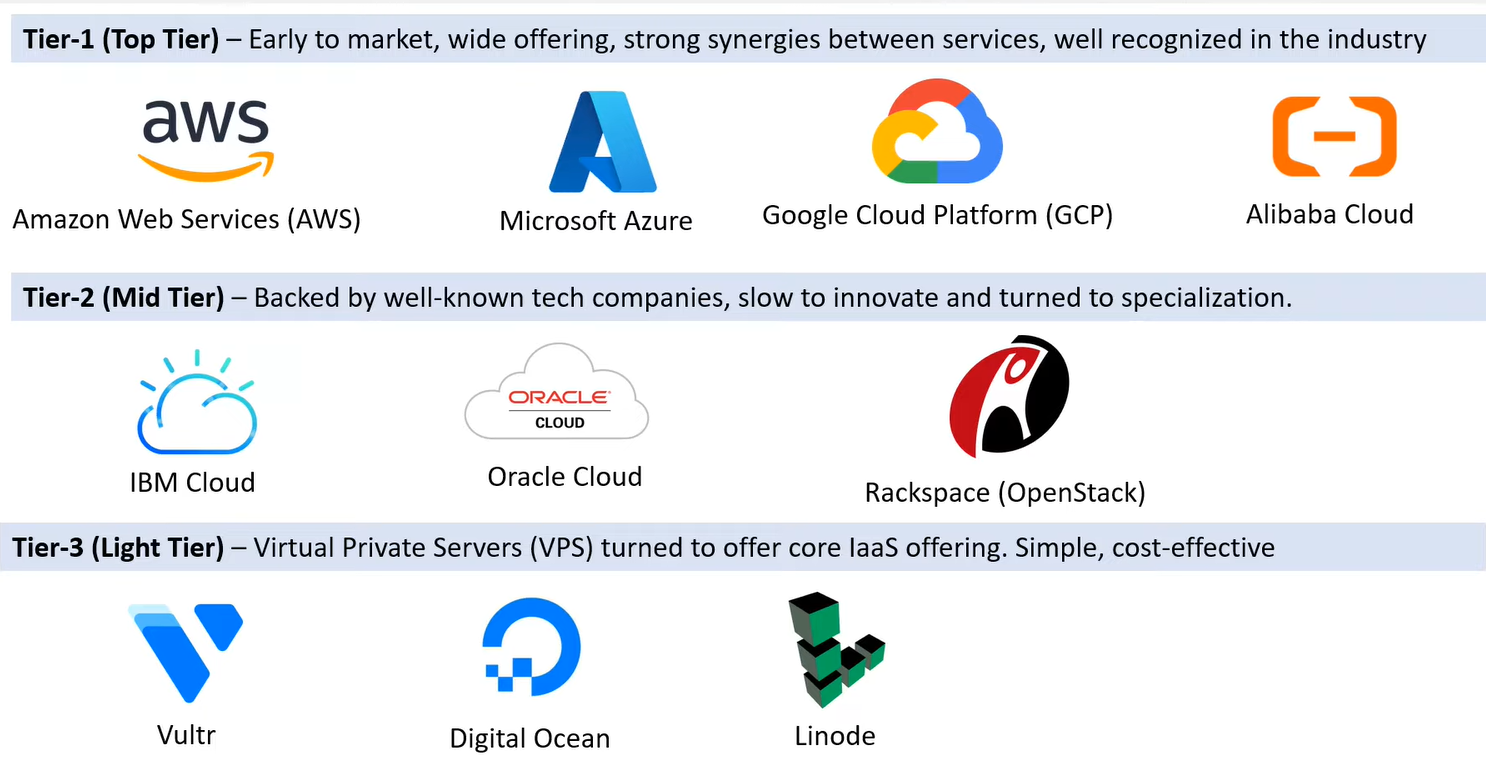 Tier-1 (Top Tier) – Early to market, wide offering, strong synergies between services, well recognized in the industry
aws
Amazon Web Services (AWS)
Microsoft Azure
Google Cloud Platform (GCP)
Alibaba Cloud
Tier-2 (Mid Tier) – Backed by well-known tech companies, slow to innovate and turned to specialization.
ORACLE®
CLOUD
IBM Cloud
Oracle Cloud
Rackspace (OpenStack)
Tier-3 (Light Tier) – Virtual Private Servers (VPS) turned to offer core IaaS offering. Simple, cost-effective
Vultr
Digital Ocean
Linode